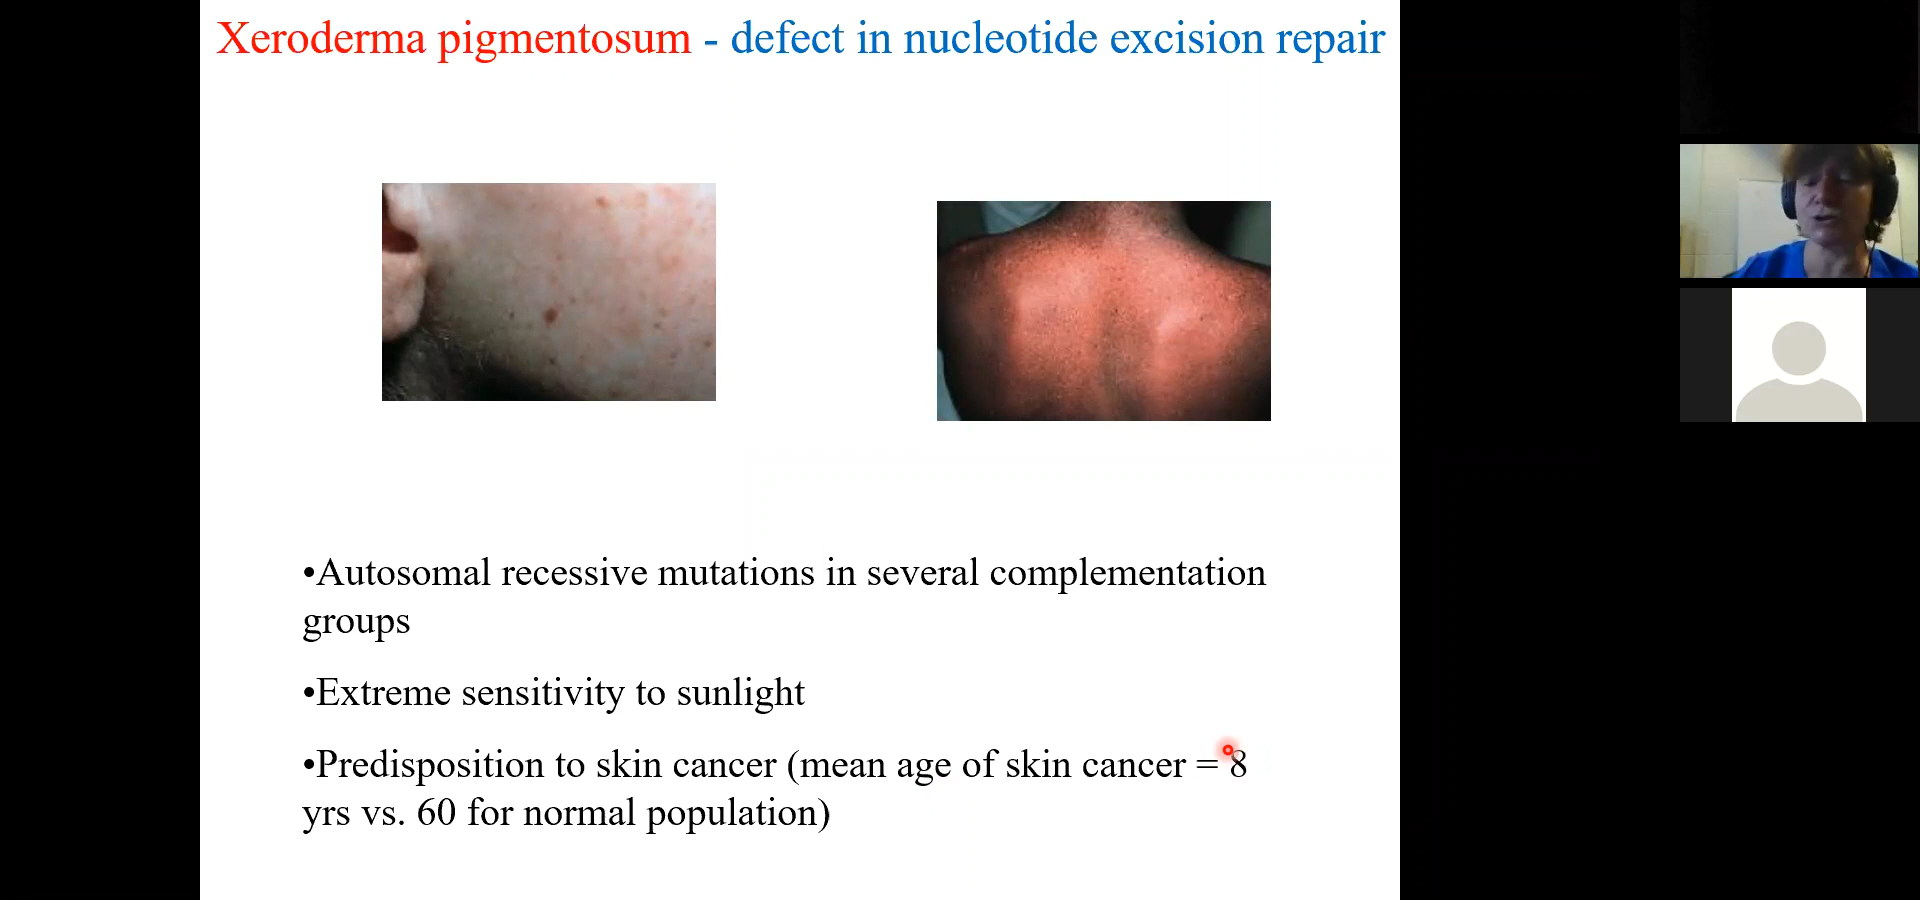 Xeroderma pigmentosum - defect in nucleotide excision repair
•Autosomal recessive mutations in several complementation
groups
•Extreme sensitivity to sunlight
•Predisposition to skin cancer (mean age of skin cancer = 8
yrs vs. 60 for normal population)